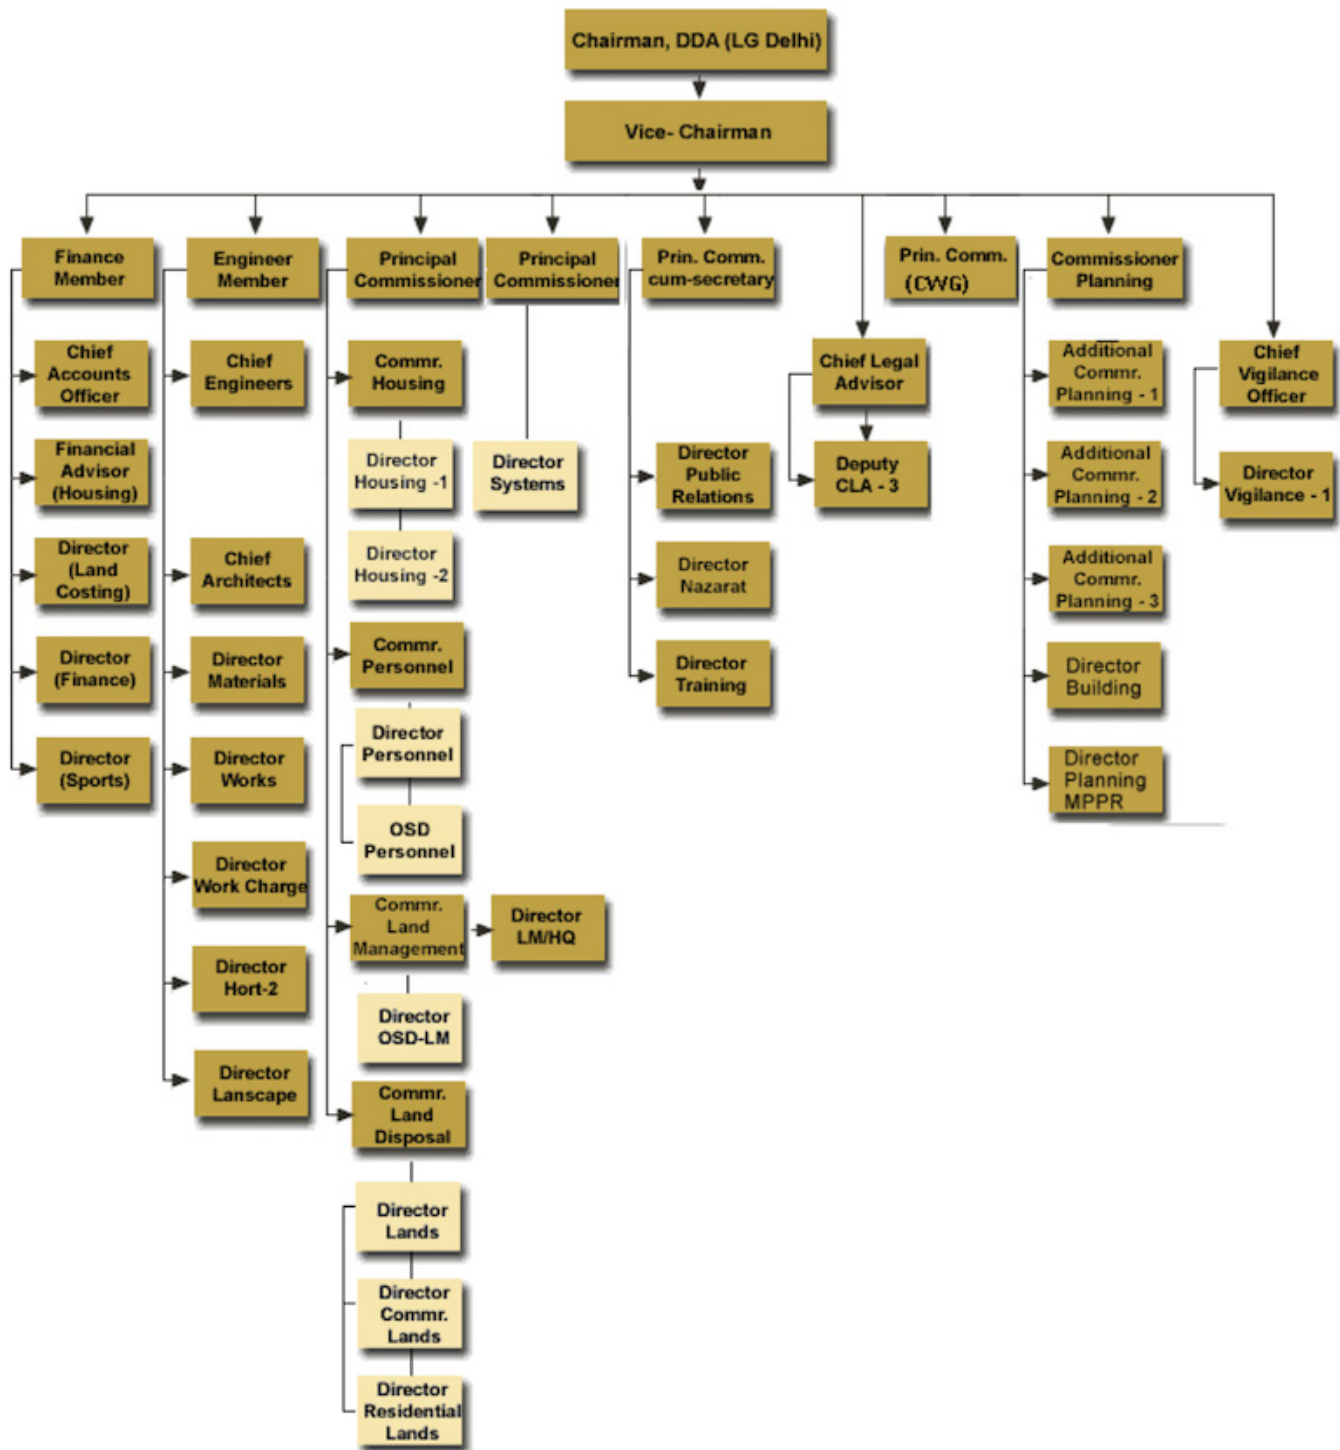 Chairman, DDA (LG Delhi)
Vice- Chairman
Finance
Member
Engineer
Member
Principal
Commissioner
Principal
Commissioner
Prin. Comm.
cum-secretary
Prin. Comm.
(CWG)
Commissioner
Planning
Chief
Accounts
Officer
Financial
Advisor
(Housing)
Director
(Land
Costing)
Director
(Finance)
Director
(Sports)
Chief
Engineers
Chief
Architects
Director
Materials
Director
Works
Director
Work Charge
Director
Hort-2
Director
Lanscape
Commr.
Housing
Director
Housing -1
Director
Housing -2
Commr.
Personnel
Director
Personnel
OSD
Personnel
Commr.
Land
Management
Director
LM/HQ
Director
OSD-LM
Commr.
Land
Disposal
Director
Lands
Director
Commr.
Lands
Director
Residential
Lands
Director
Systems
Director
Public
Relations
Director
Nazarat
Director
Training
Chief Legal
Advisor
Deputy
CLA - 3
Additional
Commr.
Planning - 1
Additional
Commr.
Planning - 2
Additional
Commr.
Planning - 3
Director
Building
Director
Planning
MPPR
Chief
Vigilance
Officer
Director
Vigilance - 1